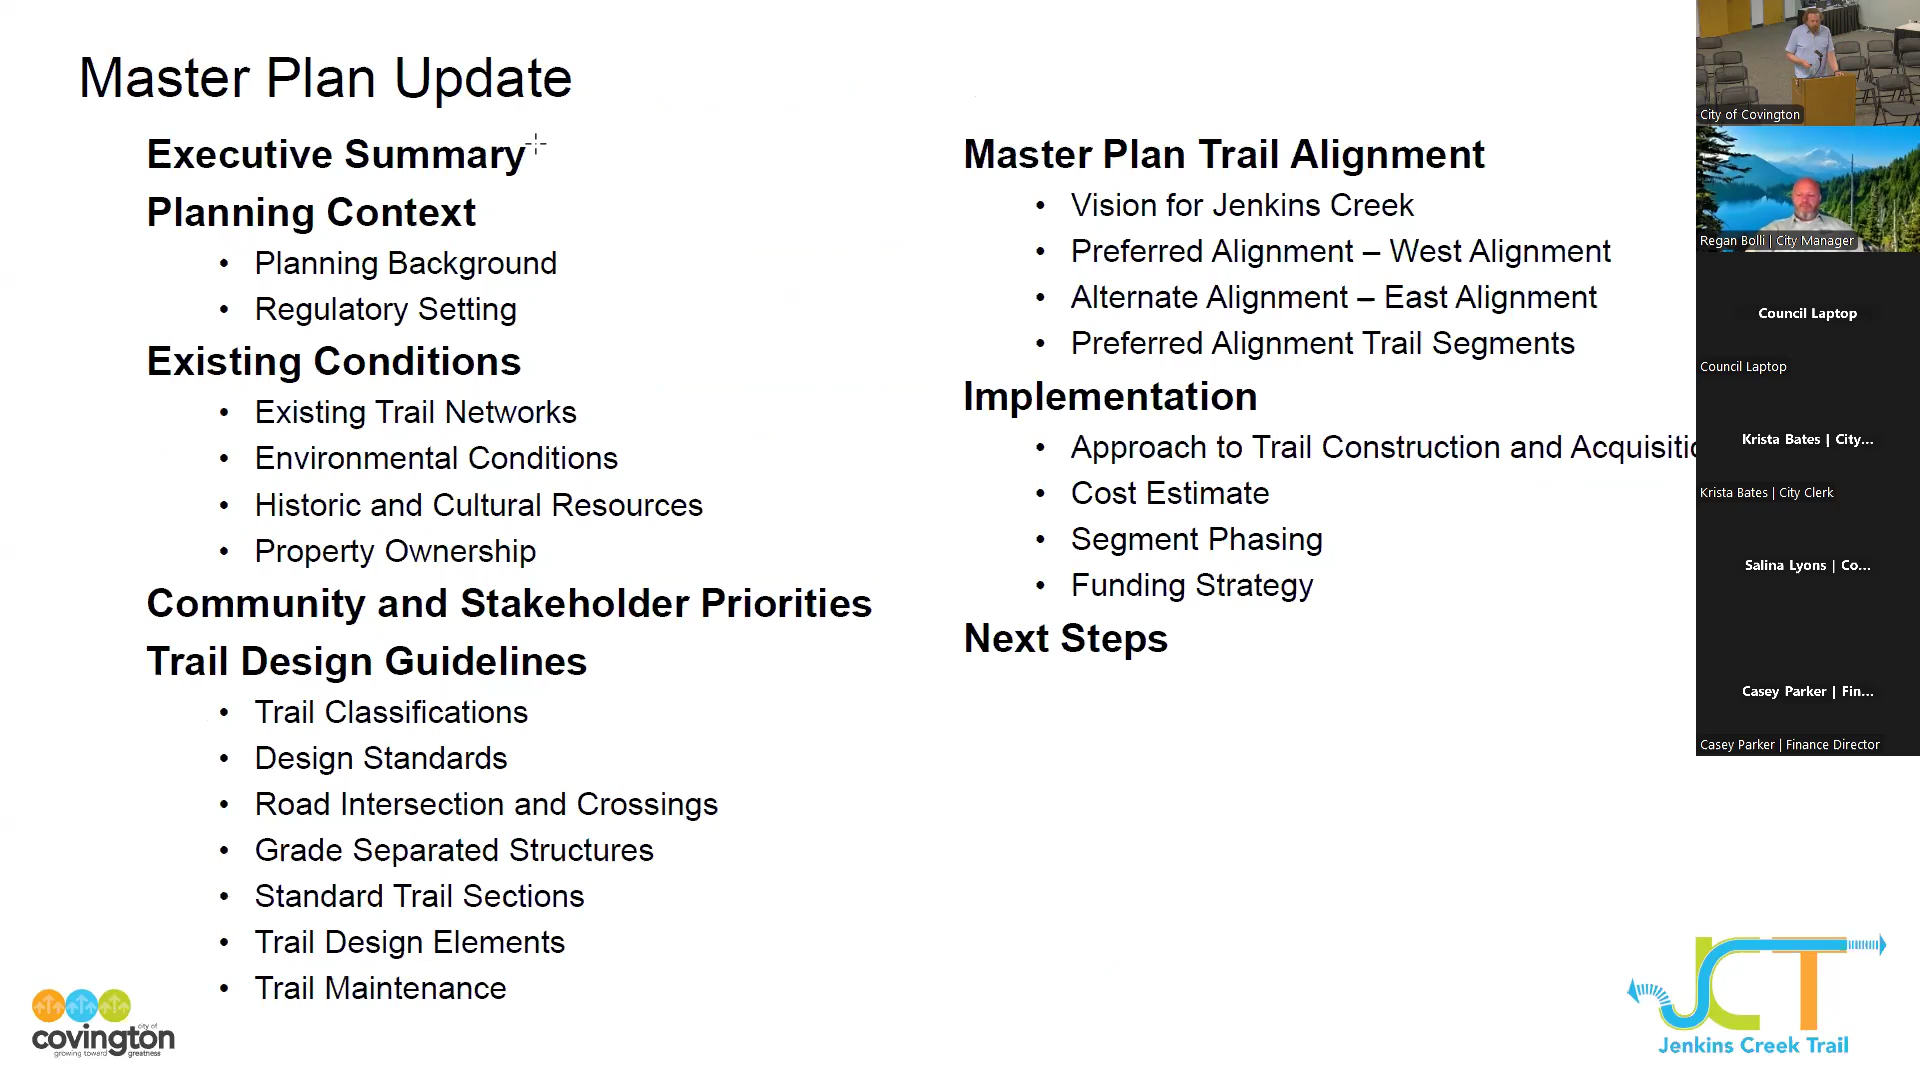 Master Plan Update
Executive Summary
Planning Context
• Planning Background
• Regulatory Setting
Existing Conditions
• Existing Trail Networks
• Environmental Conditions
• Historic and Cultural Resources
• Property Ownership
Community and Stakeholder Priorities
Trail Design Guidelines
• Trail Classifications
• Design Standards
• Road Intersection and Crossings
• Grade Separated Structures
• Standard Trail Sections
• Trail Design Elements
• Trail Maintenance
Master Plan Trail Alignment
• Vision for Jenkins Creek
• Preferred Alignment – West Alignment
• Alternate Alignment – East Alignment
• Preferred Alignment Trail Segments
Implementation
• Approach to Trail Construction and Acquisitio
• Cost Estimate
• Segment Phasing
• Funding Strategy
Next Steps
City of Covington
Regan Bolli | City Manager
Council Laptop
Council Laptop
Krista Bates | City...
Krista Bates | City Clerk
Salina Lyons | Co...
Casey Parker | Fin...
Casey Parker | Finance Director
city of
covington
growing toward greatness
JCT
Jenkins Creek Trail